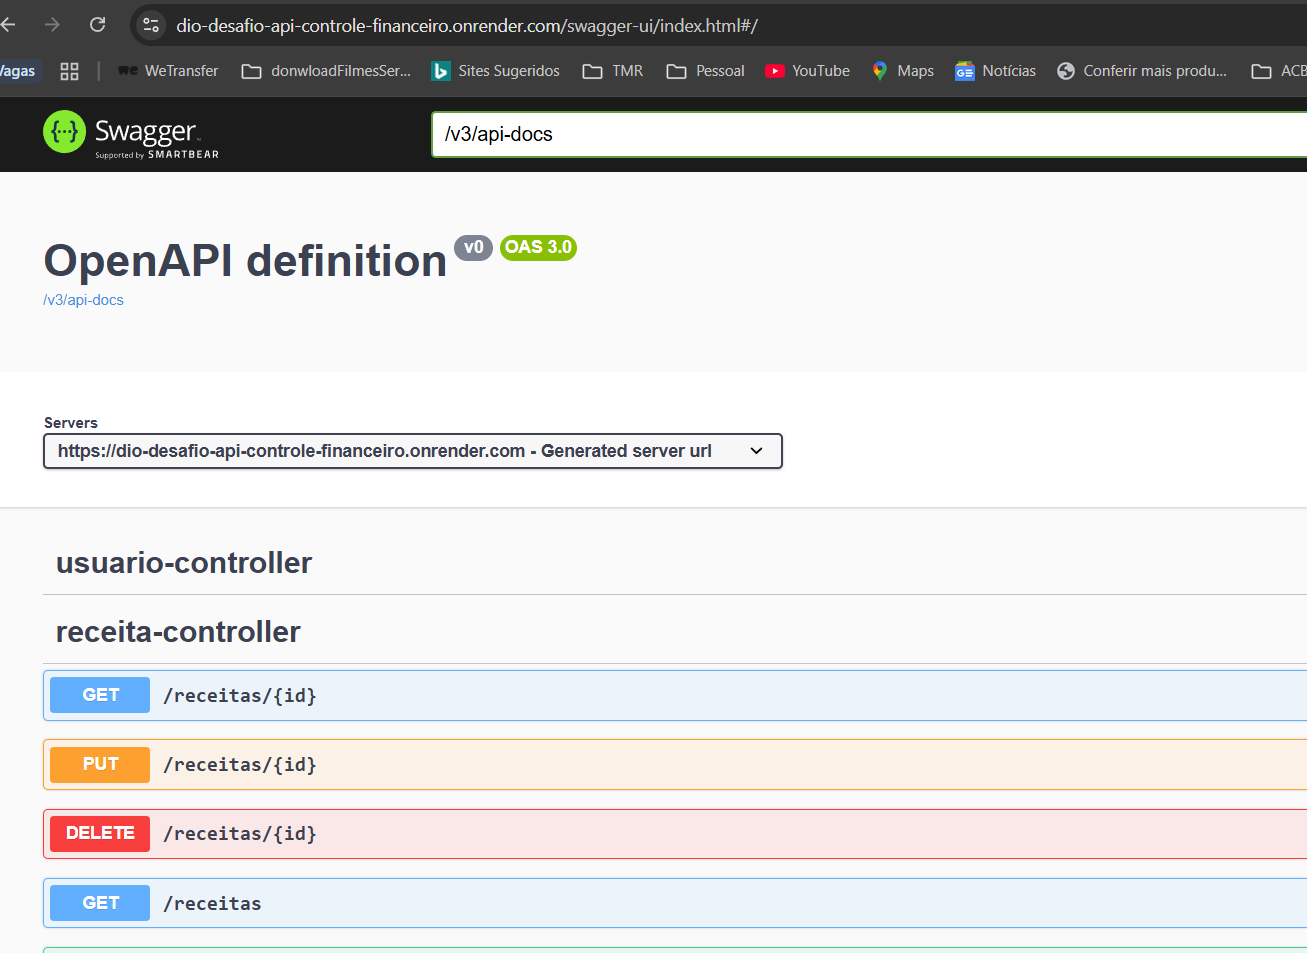 dio-desafio-api-controle-financeiro.onrender.com/swagger-ui/index.html#/
Vagas
WeTransfer
donwloadFilmesSer...
Sites Sugeridos
TMR
Pessoal
YouTube
Maps
Notícias
Conferir mais produ...
ACB
Swagger
Supported by SMARTBEAR
/v3/api-docs
OpenAPI definition v0 OAS 3.0
/v3/api-docs
Servers
https://dio-desafio-api-controle-financeiro.onrender.com - Generated server url
usuario-controller
receita-controller
GET /receitas/{id}
PUT /receitas/{id}
DELETE /receitas/{id}
GET /receitas